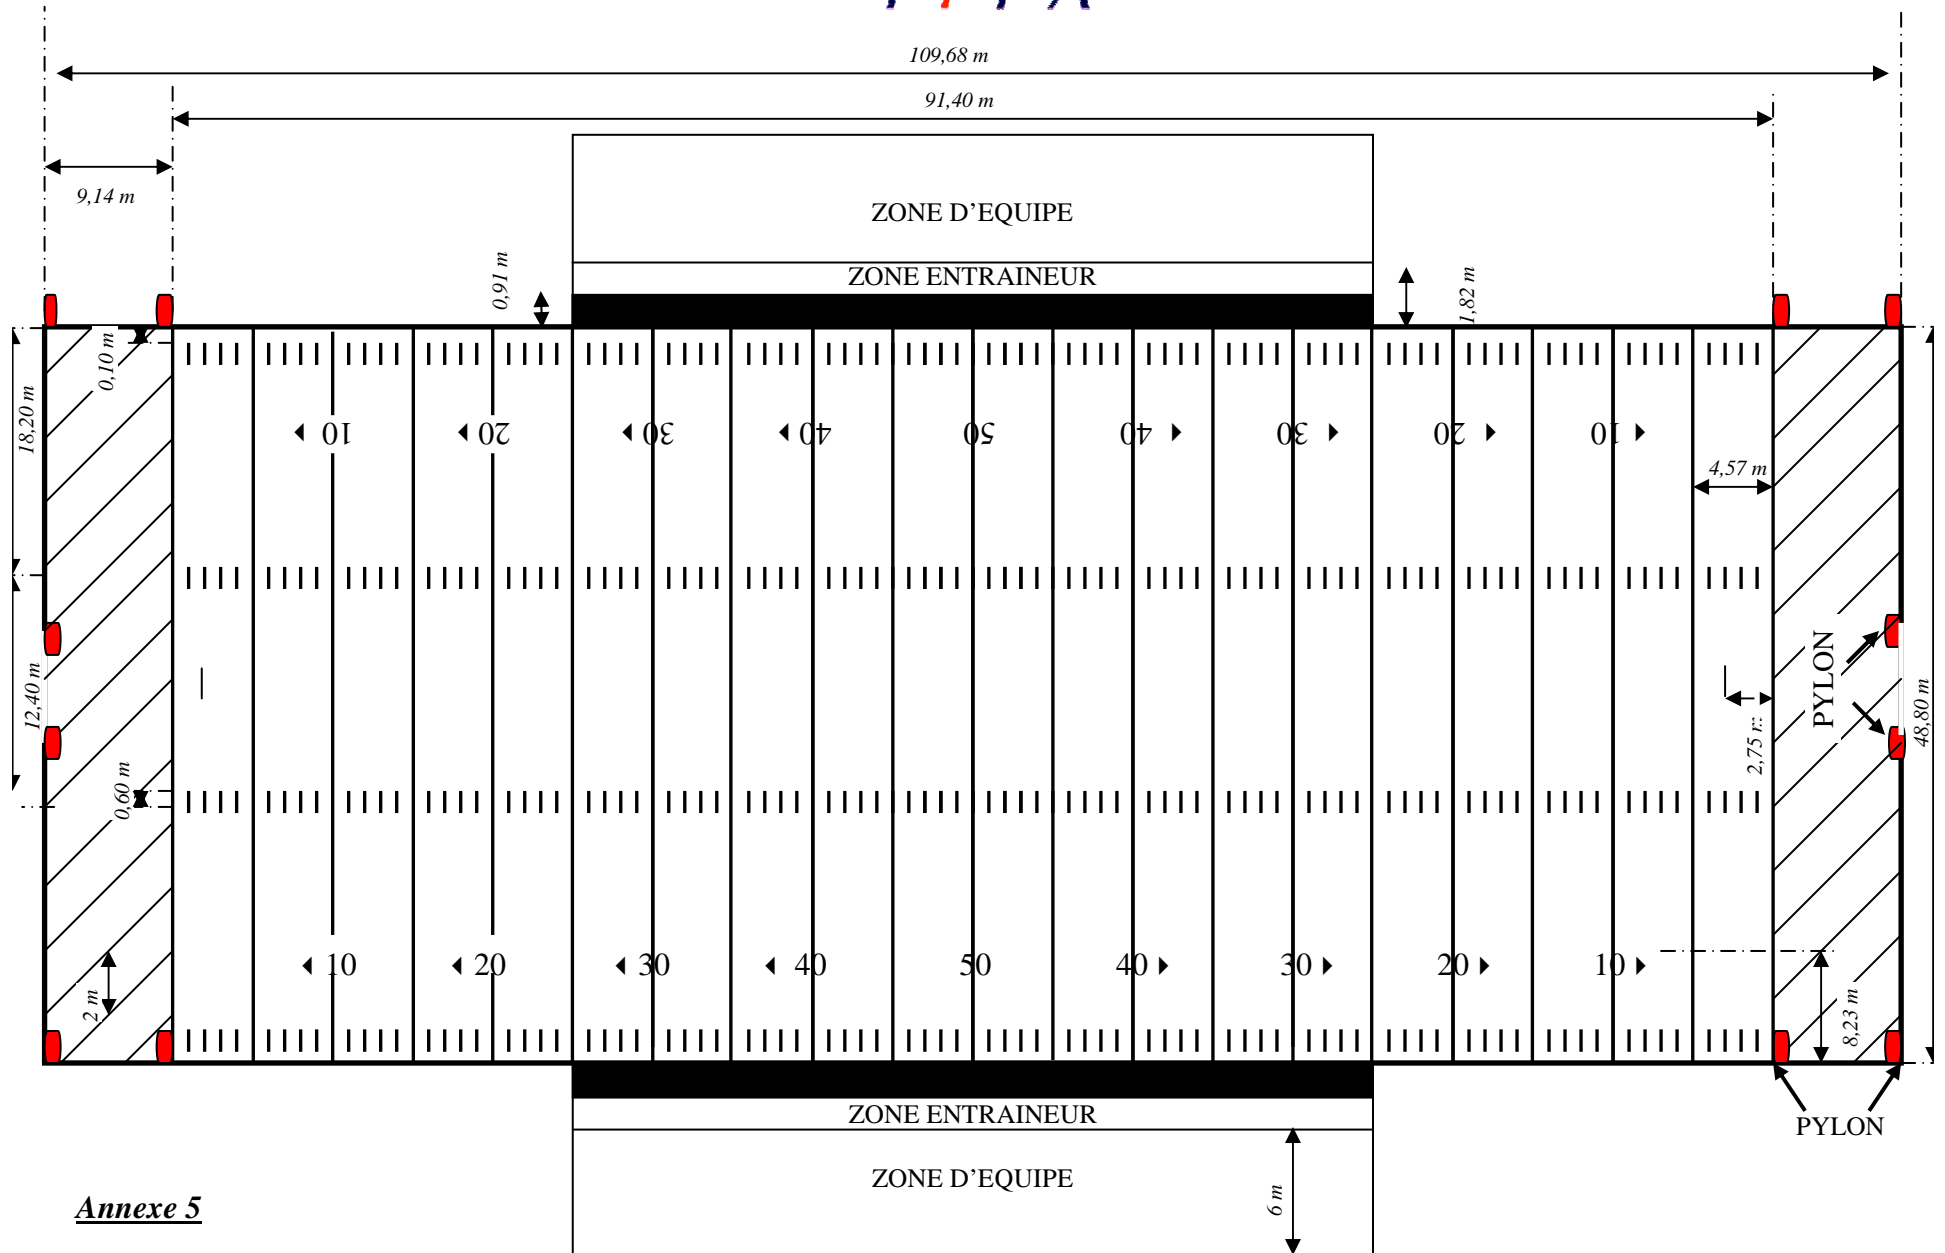 109,68 m
91,40 m
9,14 m
ZONE D’EQUIPE
0,91 m
ZONE ENTRAINEUR
1,82 m
0,10 m
18,20 m
10 20 30 40 50 40 30 20 10
4,57 m
12,40 m
PYLON
48,80 m
2,75
0,60 m
10 20 30 40 50 40 30 20 10
2 m
8,23 m
ZONE ENTRAINEUR
PYLON
ZONE D’EQUIPE
6 m
Annexe 5